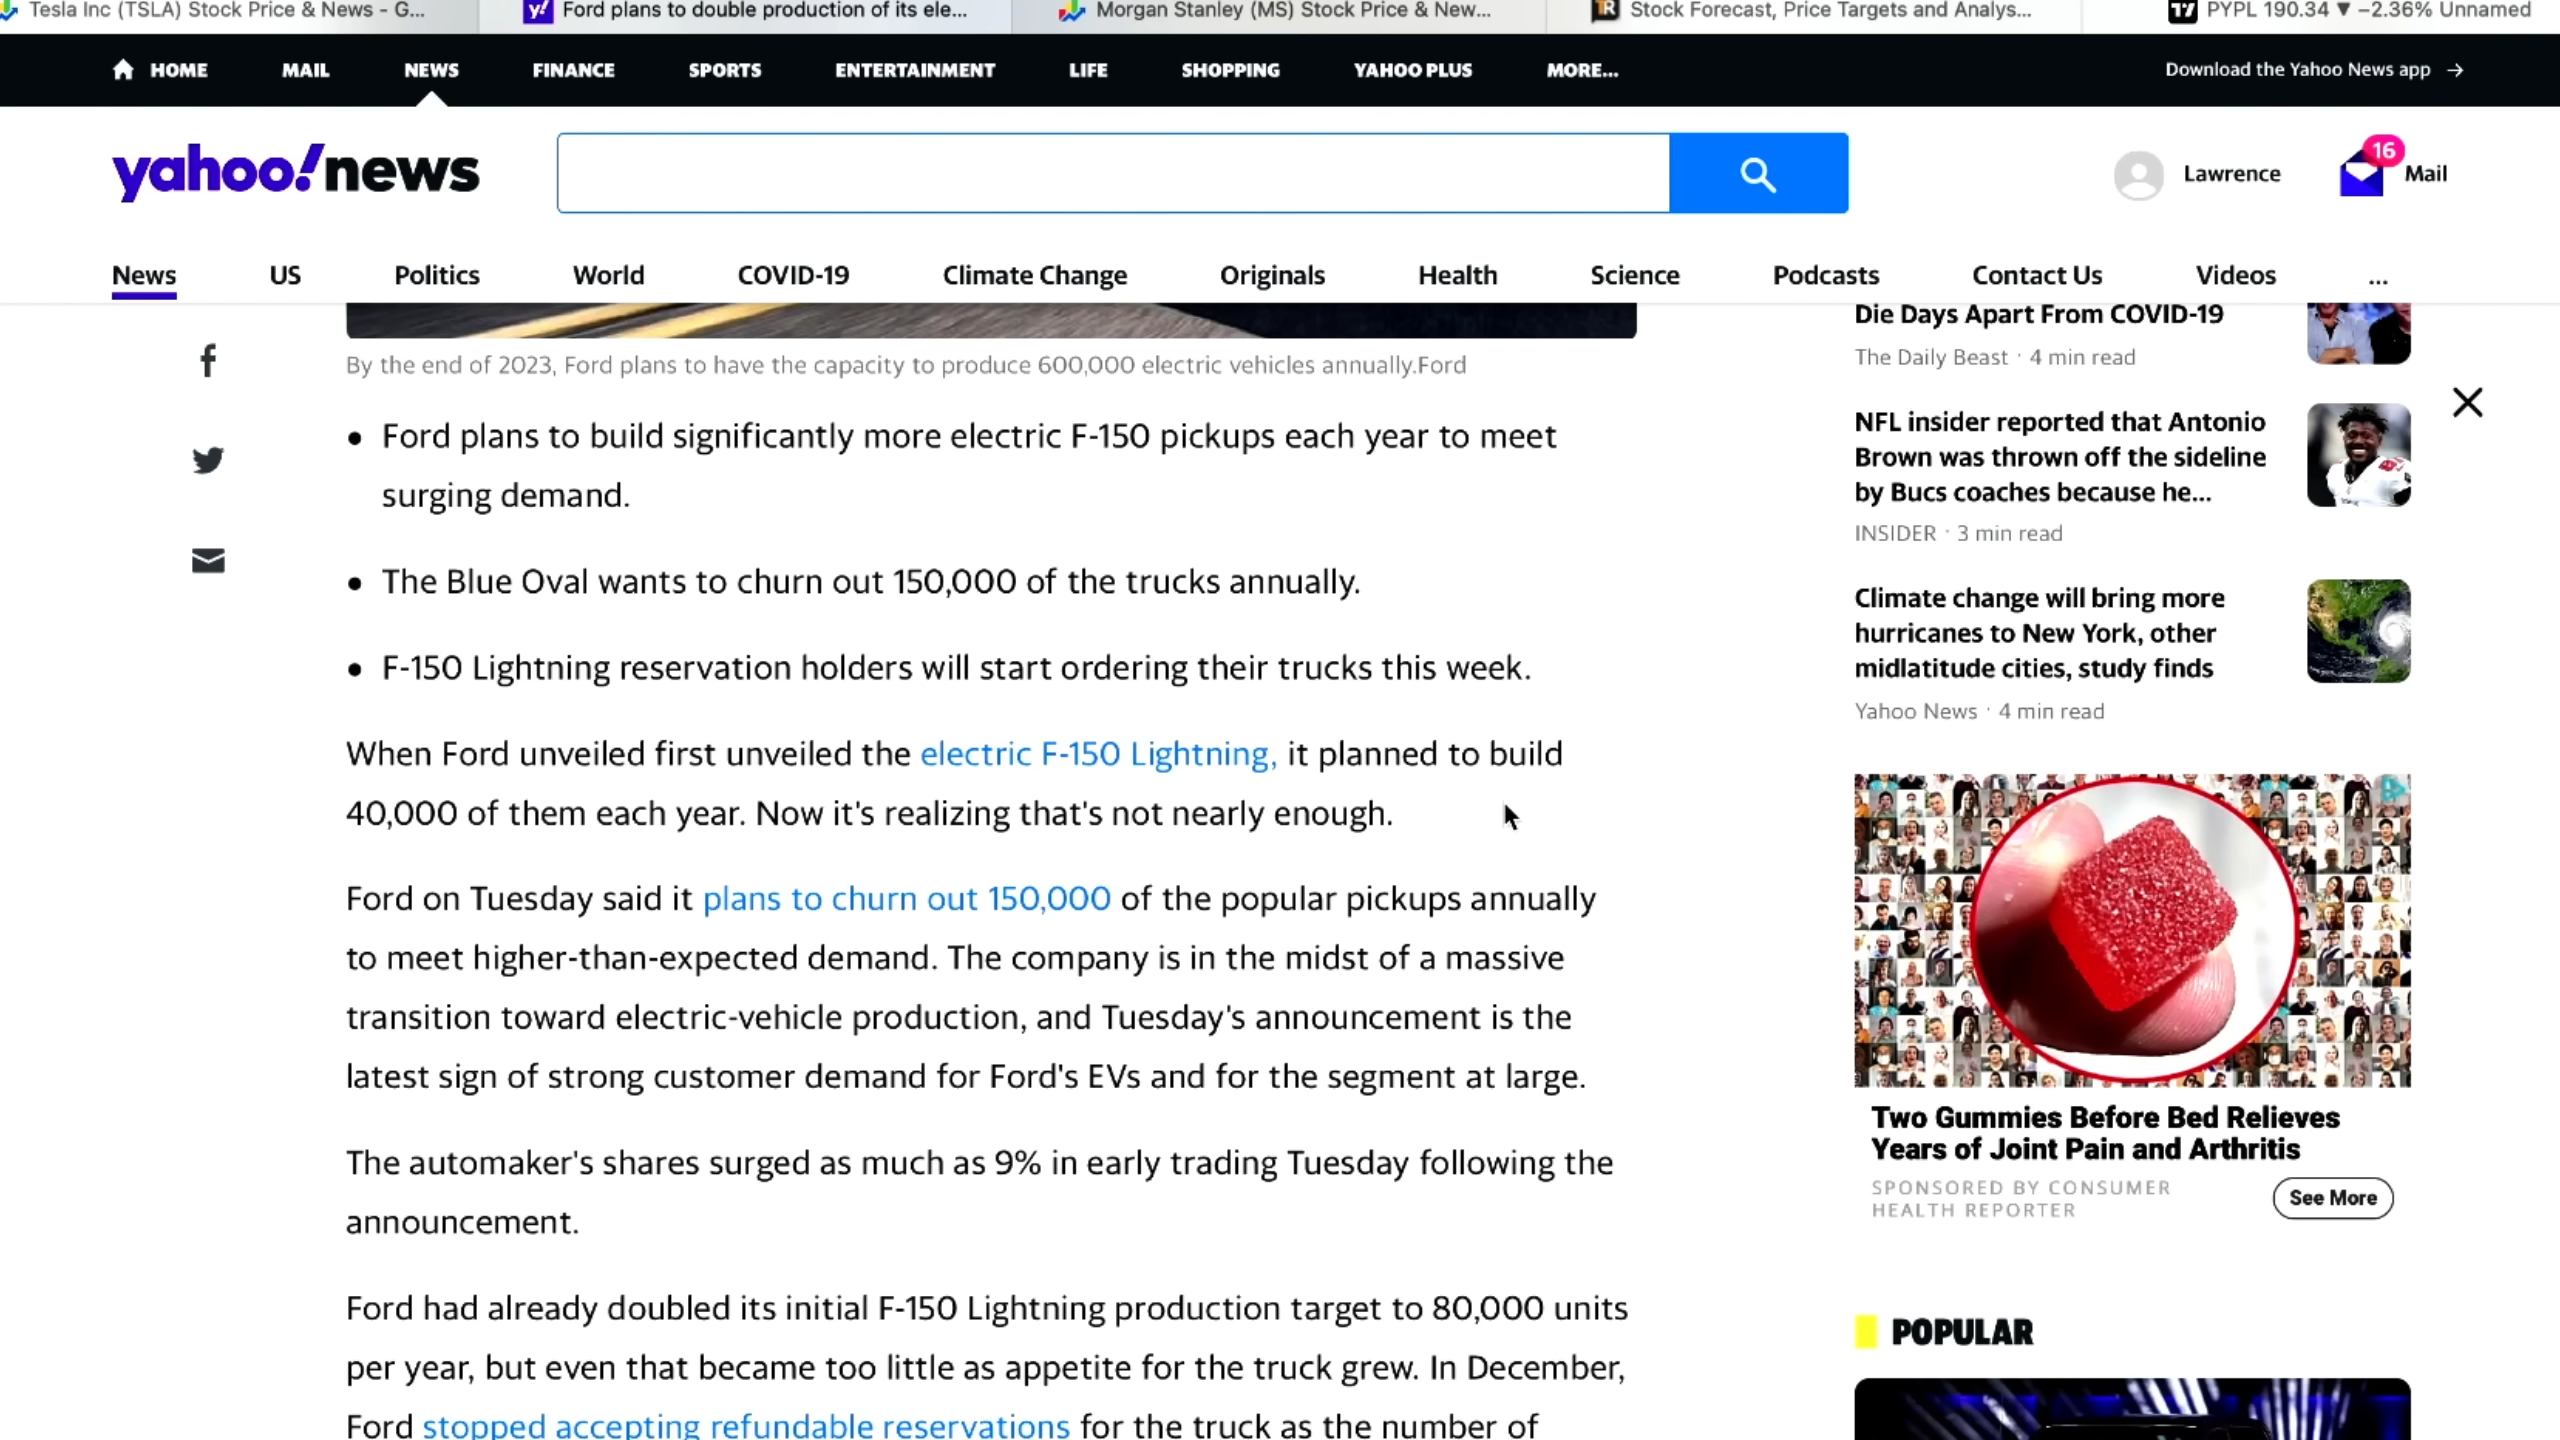 Tesla Inc (TSLA) Stock Price & News - G...
Ford plans to double production of its ele...
Morgan Stanley (MS) Stock Price & New...
Stock Forecast, Price Targets and Analys...
PYPL 190.34 ▼ −2.36% Unnamed
HOME
MAIL
NEWS
FINANCE
SPORTS
ENTERTAINMENT
LIFE
SHOPPING
YAHOO PLUS
MORE...
Download the Yahoo News app →
yahoo!news
Lawrence
16
Mail
News
US
Politics
World
COVID-19
Climate Change
Originals
Health
Science
Podcasts
Contact Us
Videos
...
By the end of 2023, Ford plans to have the capacity to produce 600,000 electric vehicles annually.Ford
• Ford plans to build significantly more electric F-150 pickups each year to meet
surging demand.
• The Blue Oval wants to churn out 150,000 of the trucks annually.
• F-150 Lightning reservation holders will start ordering their trucks this week.
When Ford unveiled first unveiled the electric F-150 Lightning, it planned to build
40,000 of them each year. Now it's realizing that's not nearly enough.
Ford on Tuesday said it plans to churn out 150,000 of the popular pickups annually
to meet higher-than-expected demand. The company is in the midst of a massive
transition toward electric-vehicle production, and Tuesday's announcement is the
latest sign of strong customer demand for Ford's EVs and for the segment at large.
The automaker's shares surged as much as 9% in early trading Tuesday following the
announcement.
Ford had already doubled its initial F-150 Lightning production target to 80,000 units
per year, but even that became too little as appetite for the truck grew. In December,
Ford stopped accepting refundable reservations for the truck as the number of
Die Days Apart From COVID-19
The Daily Beast · 4 min read
NFL insider reported that Antonio
Brown was thrown off the sideline
by Bucs coaches because he...
INSIDER · 3 min read
Climate change will bring more
hurricanes to New York, other
midlatitude cities, study finds
Yahoo News · 4 min read
Two Gummies Before Bed Relieves
Years of Joint Pain and Arthritis
SPONSORED BY CONSUMER
HEALTH REPORTER
See More
POPULAR